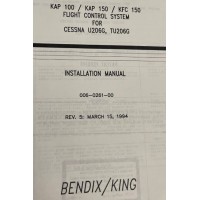 KAP 100 / KAP 150 / KFC 150
FLIGHT CONTROL SYSTEM
FOR
CESSNA U206G, TU206G
INSTALLATION MANUAL
006-0261-00
REV. 5: MARCH 15, 1994
BENDIX/KING